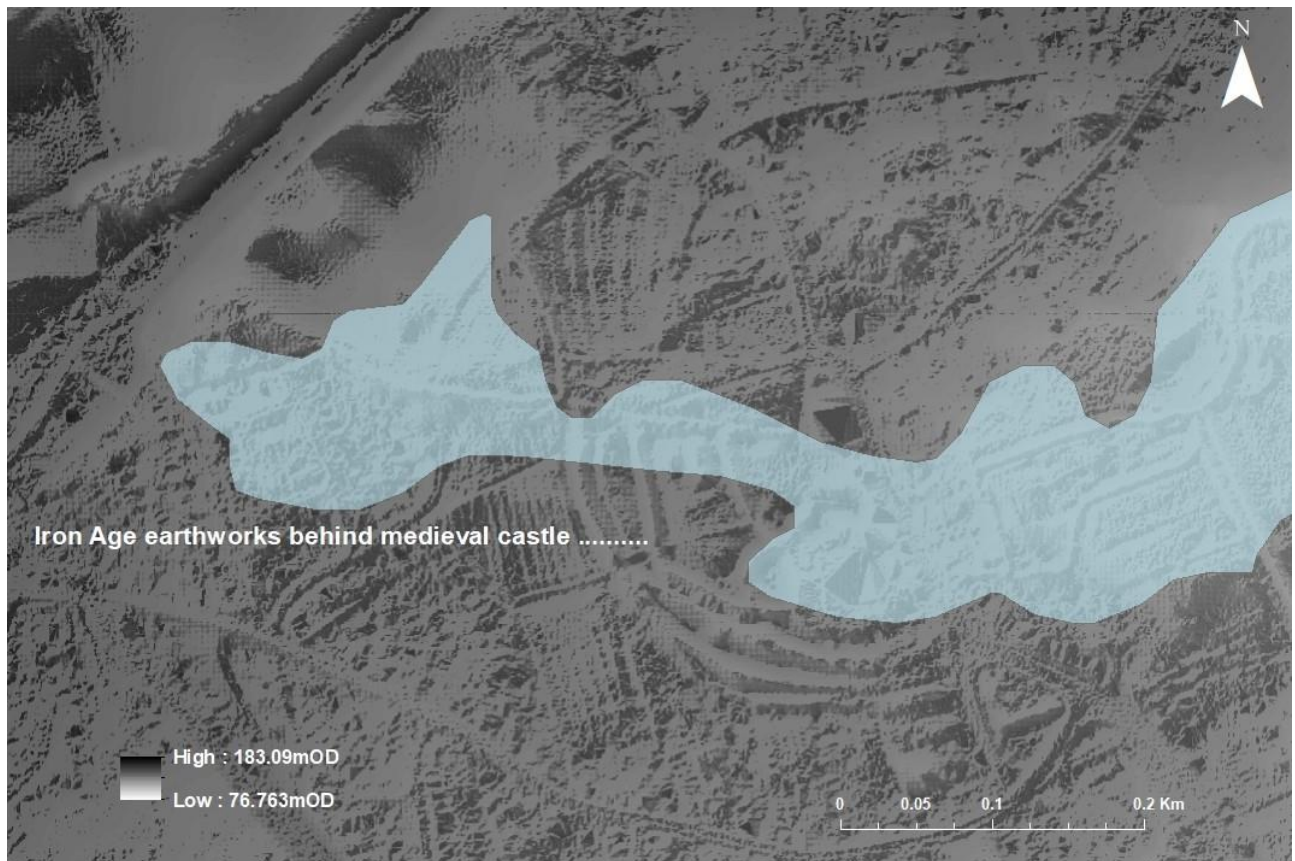 N
Iron Age earthworks behind medieval castle ..........
High : 183.09mOD
Low : 76.763mOD
0 0.05 0.1 0.2 Km